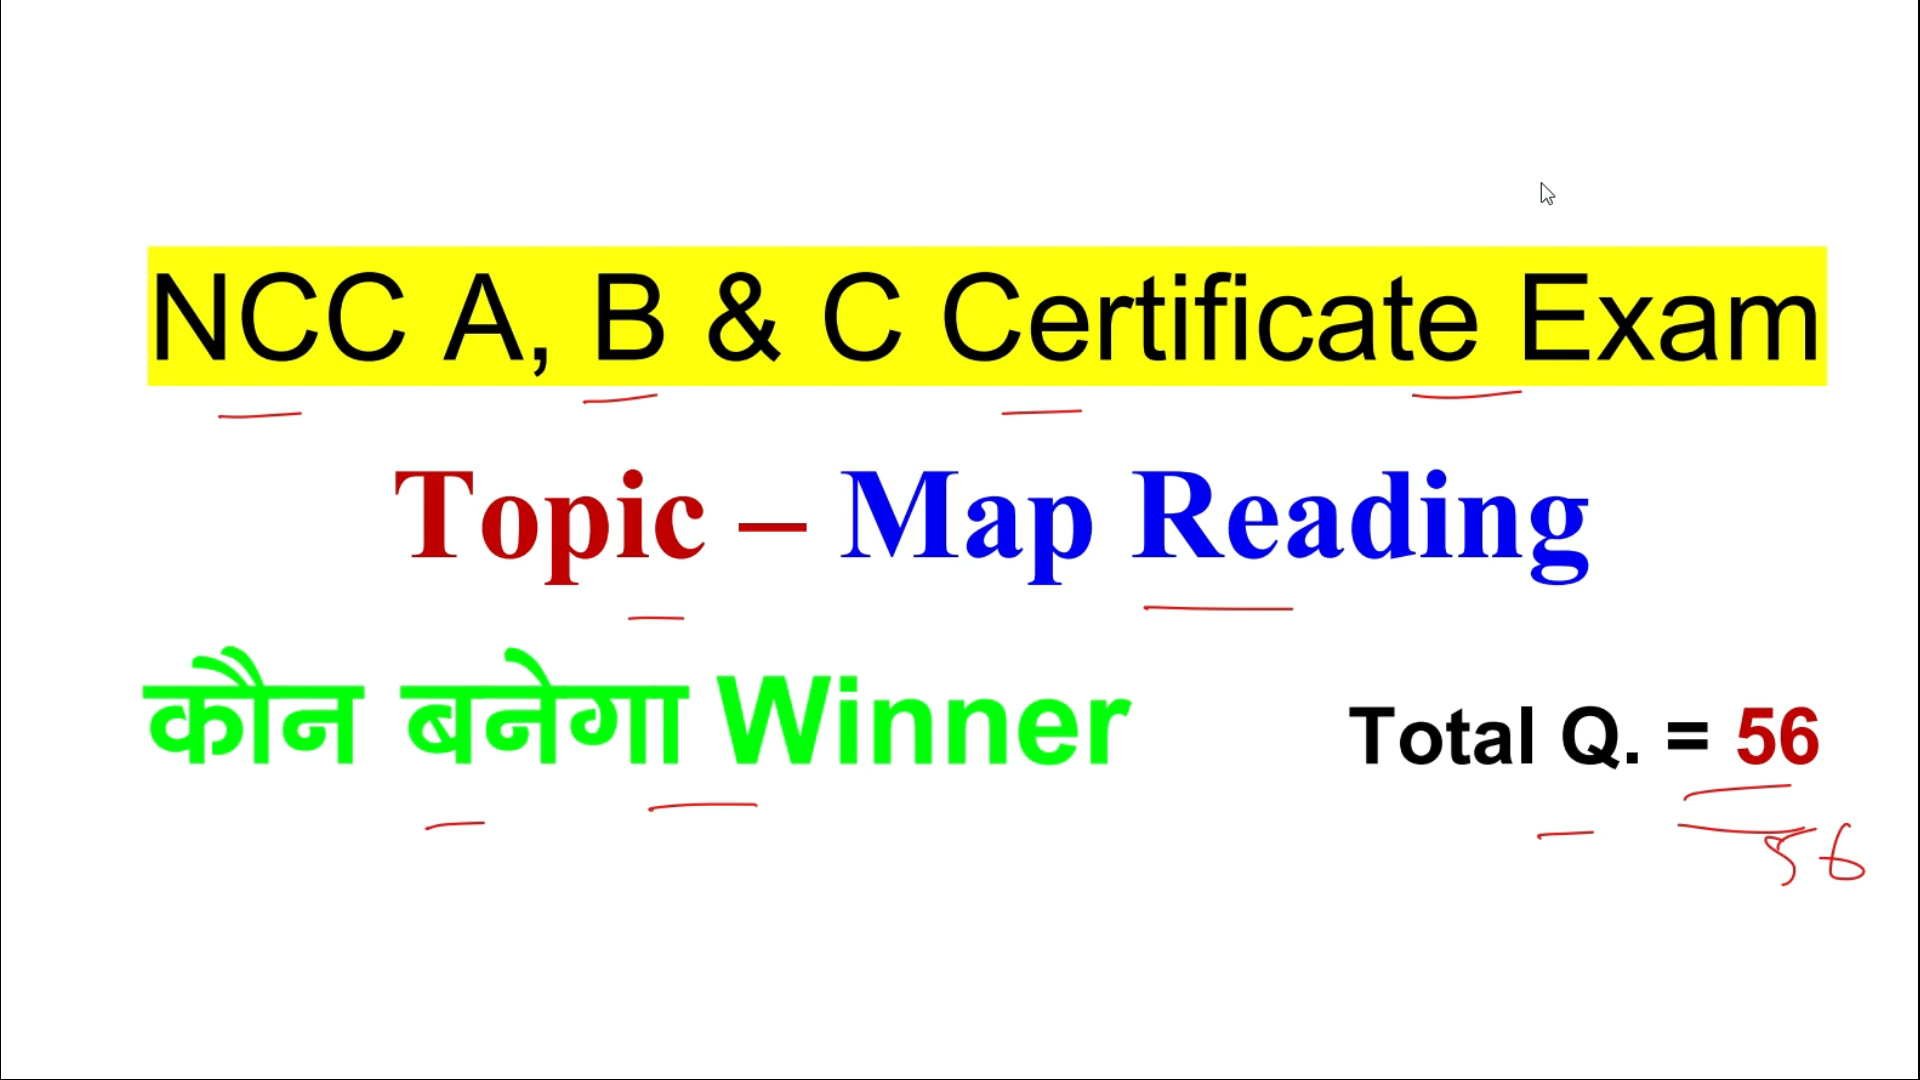 NCC A, B & C Certificate Exam
Topic – Map Reading
कौन बनेगा Winner
Total Q. = 56
56